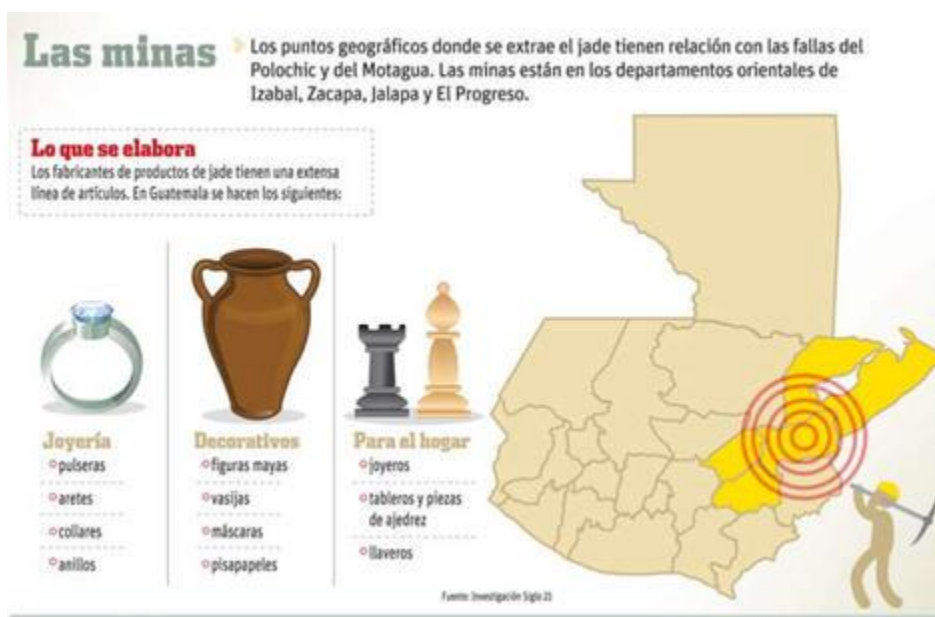 Las minas
Los puntos geográficos donde se extrae el jade tienen relación con las fallas del
Polochic y del Motagua. Las minas están en los departamentos orientales de
Izabal, Zacapa, Jalapa y El Progreso.
Lo que se elabora
Los fabricantes de productos de jade tienen una extensa
línea de artículos. En Guatemala se hacen los siguientes:
Joyería
pulseras
aretes
collares
anillos
Decorativos
figuras mayas
vasijas
máscaras
pisapapeles
Para el hogar
joyeros
tableros y piezas
de ajedrez
llaveros
Fuente: Investigación Siglo 21